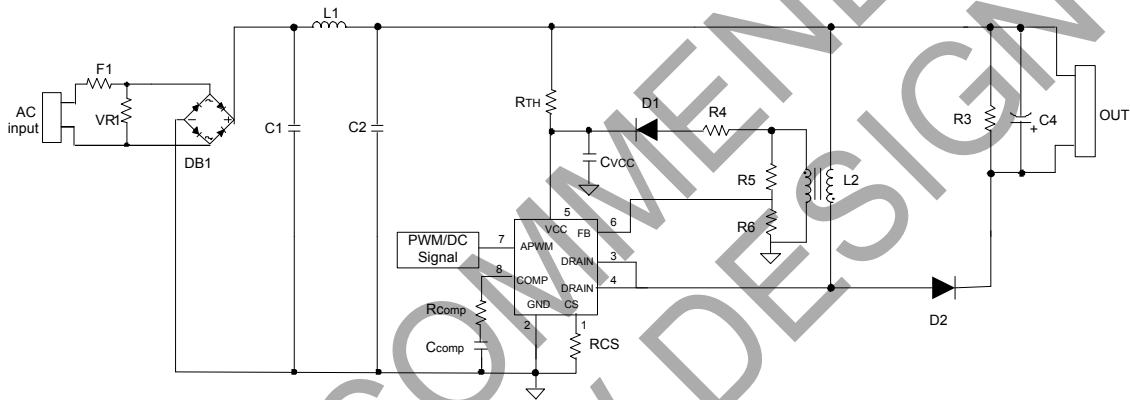 L1
F1
AC
input
VR1
DB1
C1
C2
RTH
D1
R4
R3
C4
+
OUT
CVCC
R5
L2
R6
5
VCC
6
FB
PWM/DC
Signal
7
APWM
DRAIN
3
8
COMP
DRAIN
4
GND
CS
2
1
Rcomp
Ccomp
RCS
D2
COMMEN
DESIGN